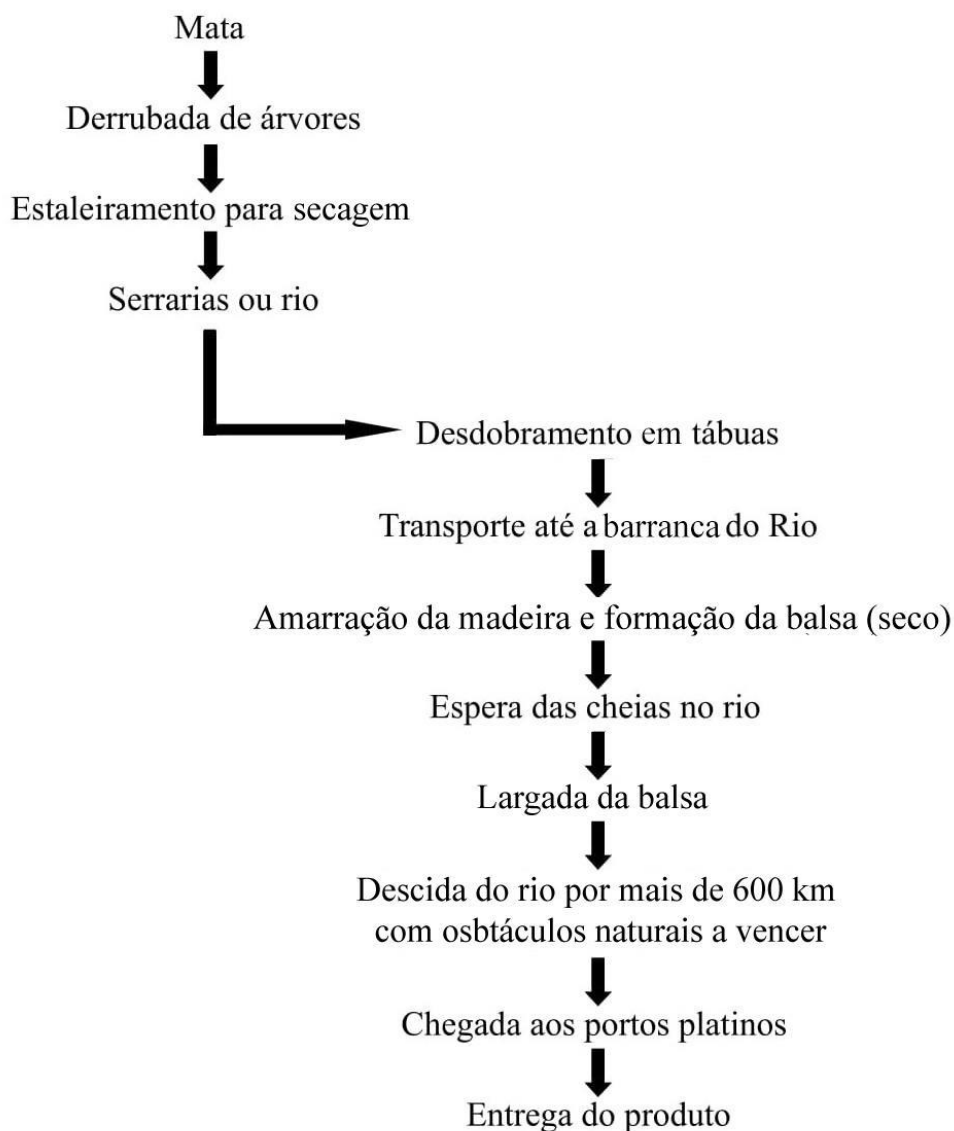 Mata
Derrubada de árvores
Estaleiramento para secagem
Serrarias ou rio
Desdobramento em tábuas
Transporte até a barranca do Rio
Amarração da madeira e formação da balsa (seco)
Espera das cheias no rio
Largada da balsa
Descida do rio por mais de 600 km
com osbtáculos naturais a vencer
Chegada aos portos platinos
Entrega do produto